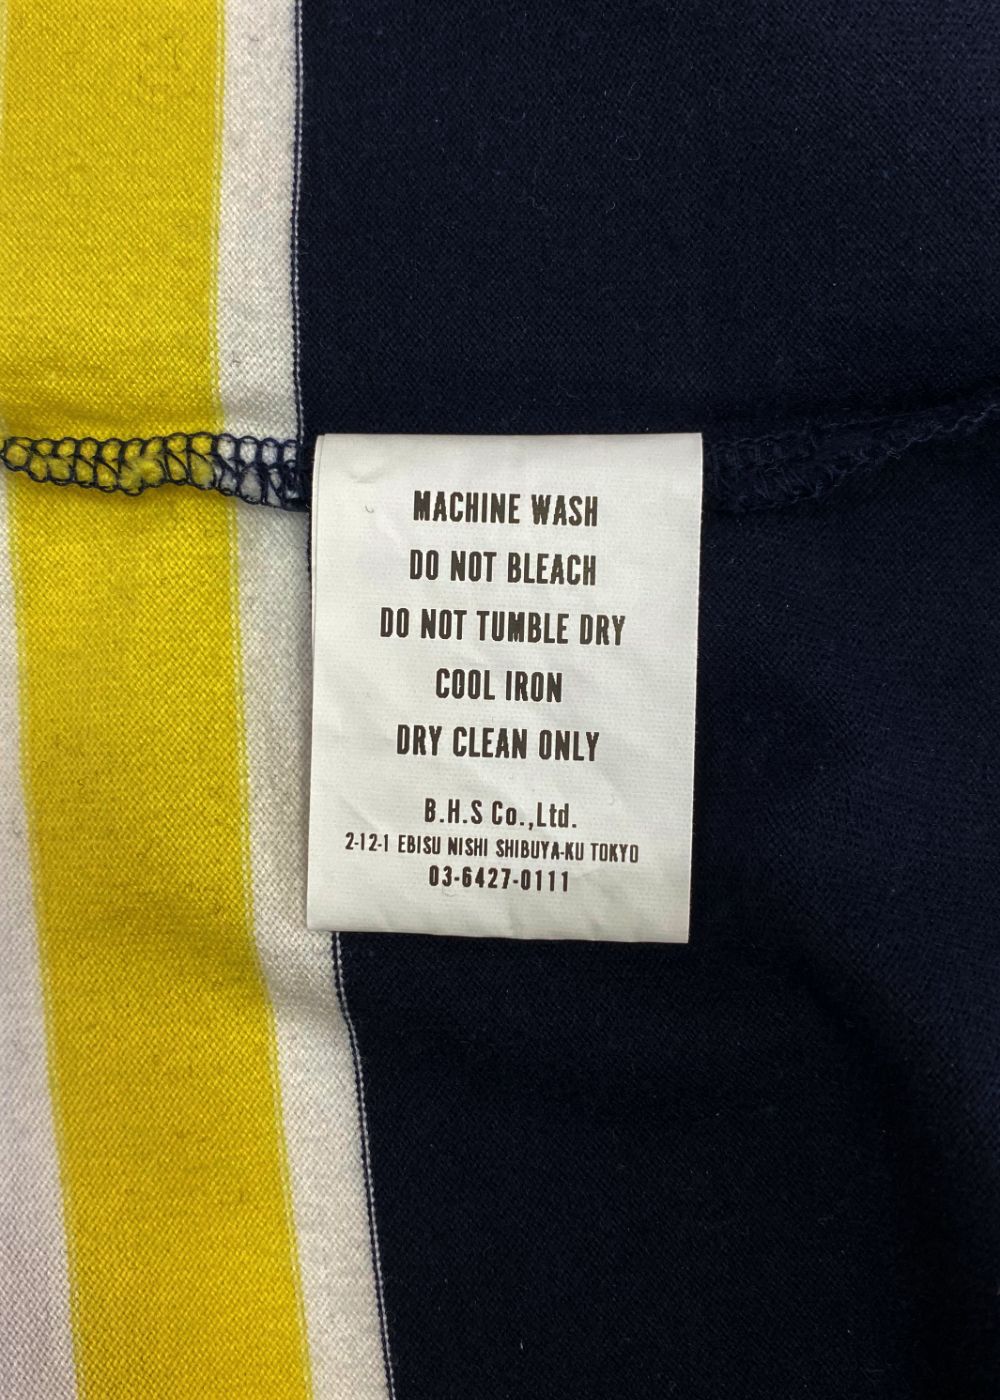 MACHINE WASH
DO NOT BLEACH
DO NOT TUMBLE DRY
COOL IRON
DRY CLEAN ONLY
B.H.S Co.,Ltd.
2-12-1 EBISU NISHI SHIBUYA-KU TOKYO
03-6427-0111